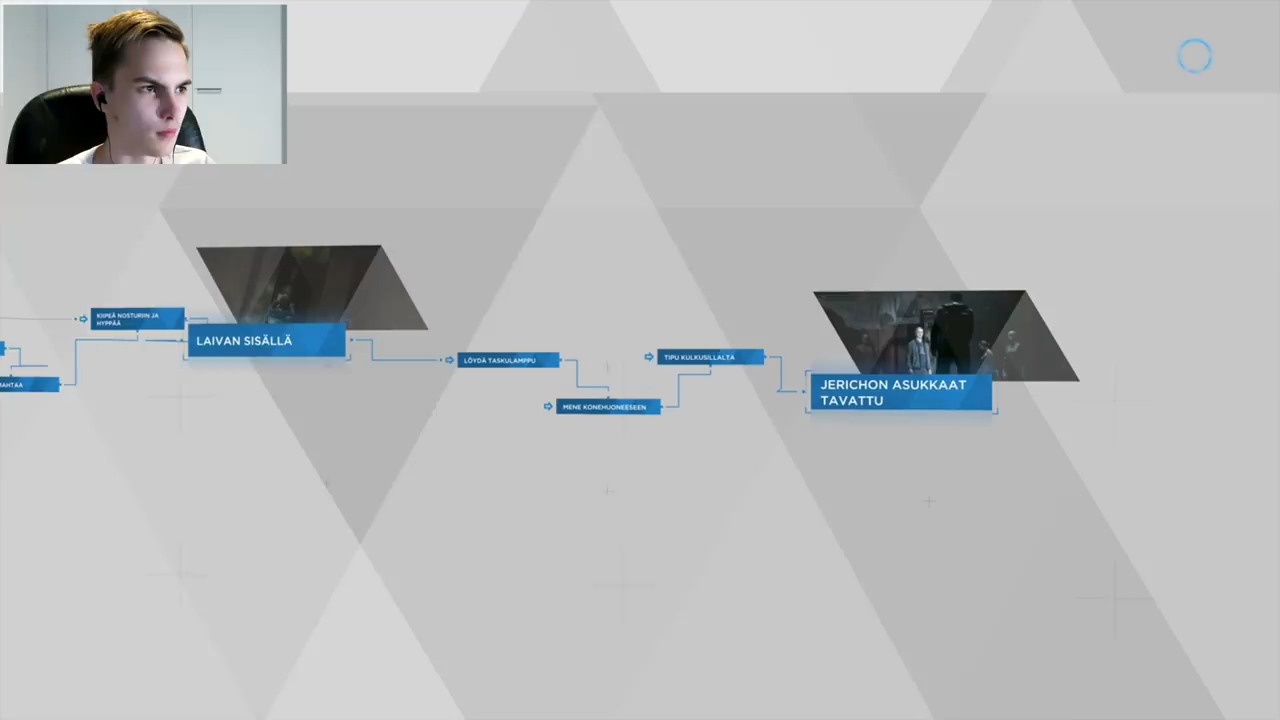 KIIPEÄ NOSTURIIN JA
HYPPÄÄ
LAIVAN SISÄLLÄ
LÖYDÄ TASKULAMPPU
TIPU KULKUSILLALTA
JERICHON ASUKKAAT
TAVATTU
MENE KONEHUONEESEEN